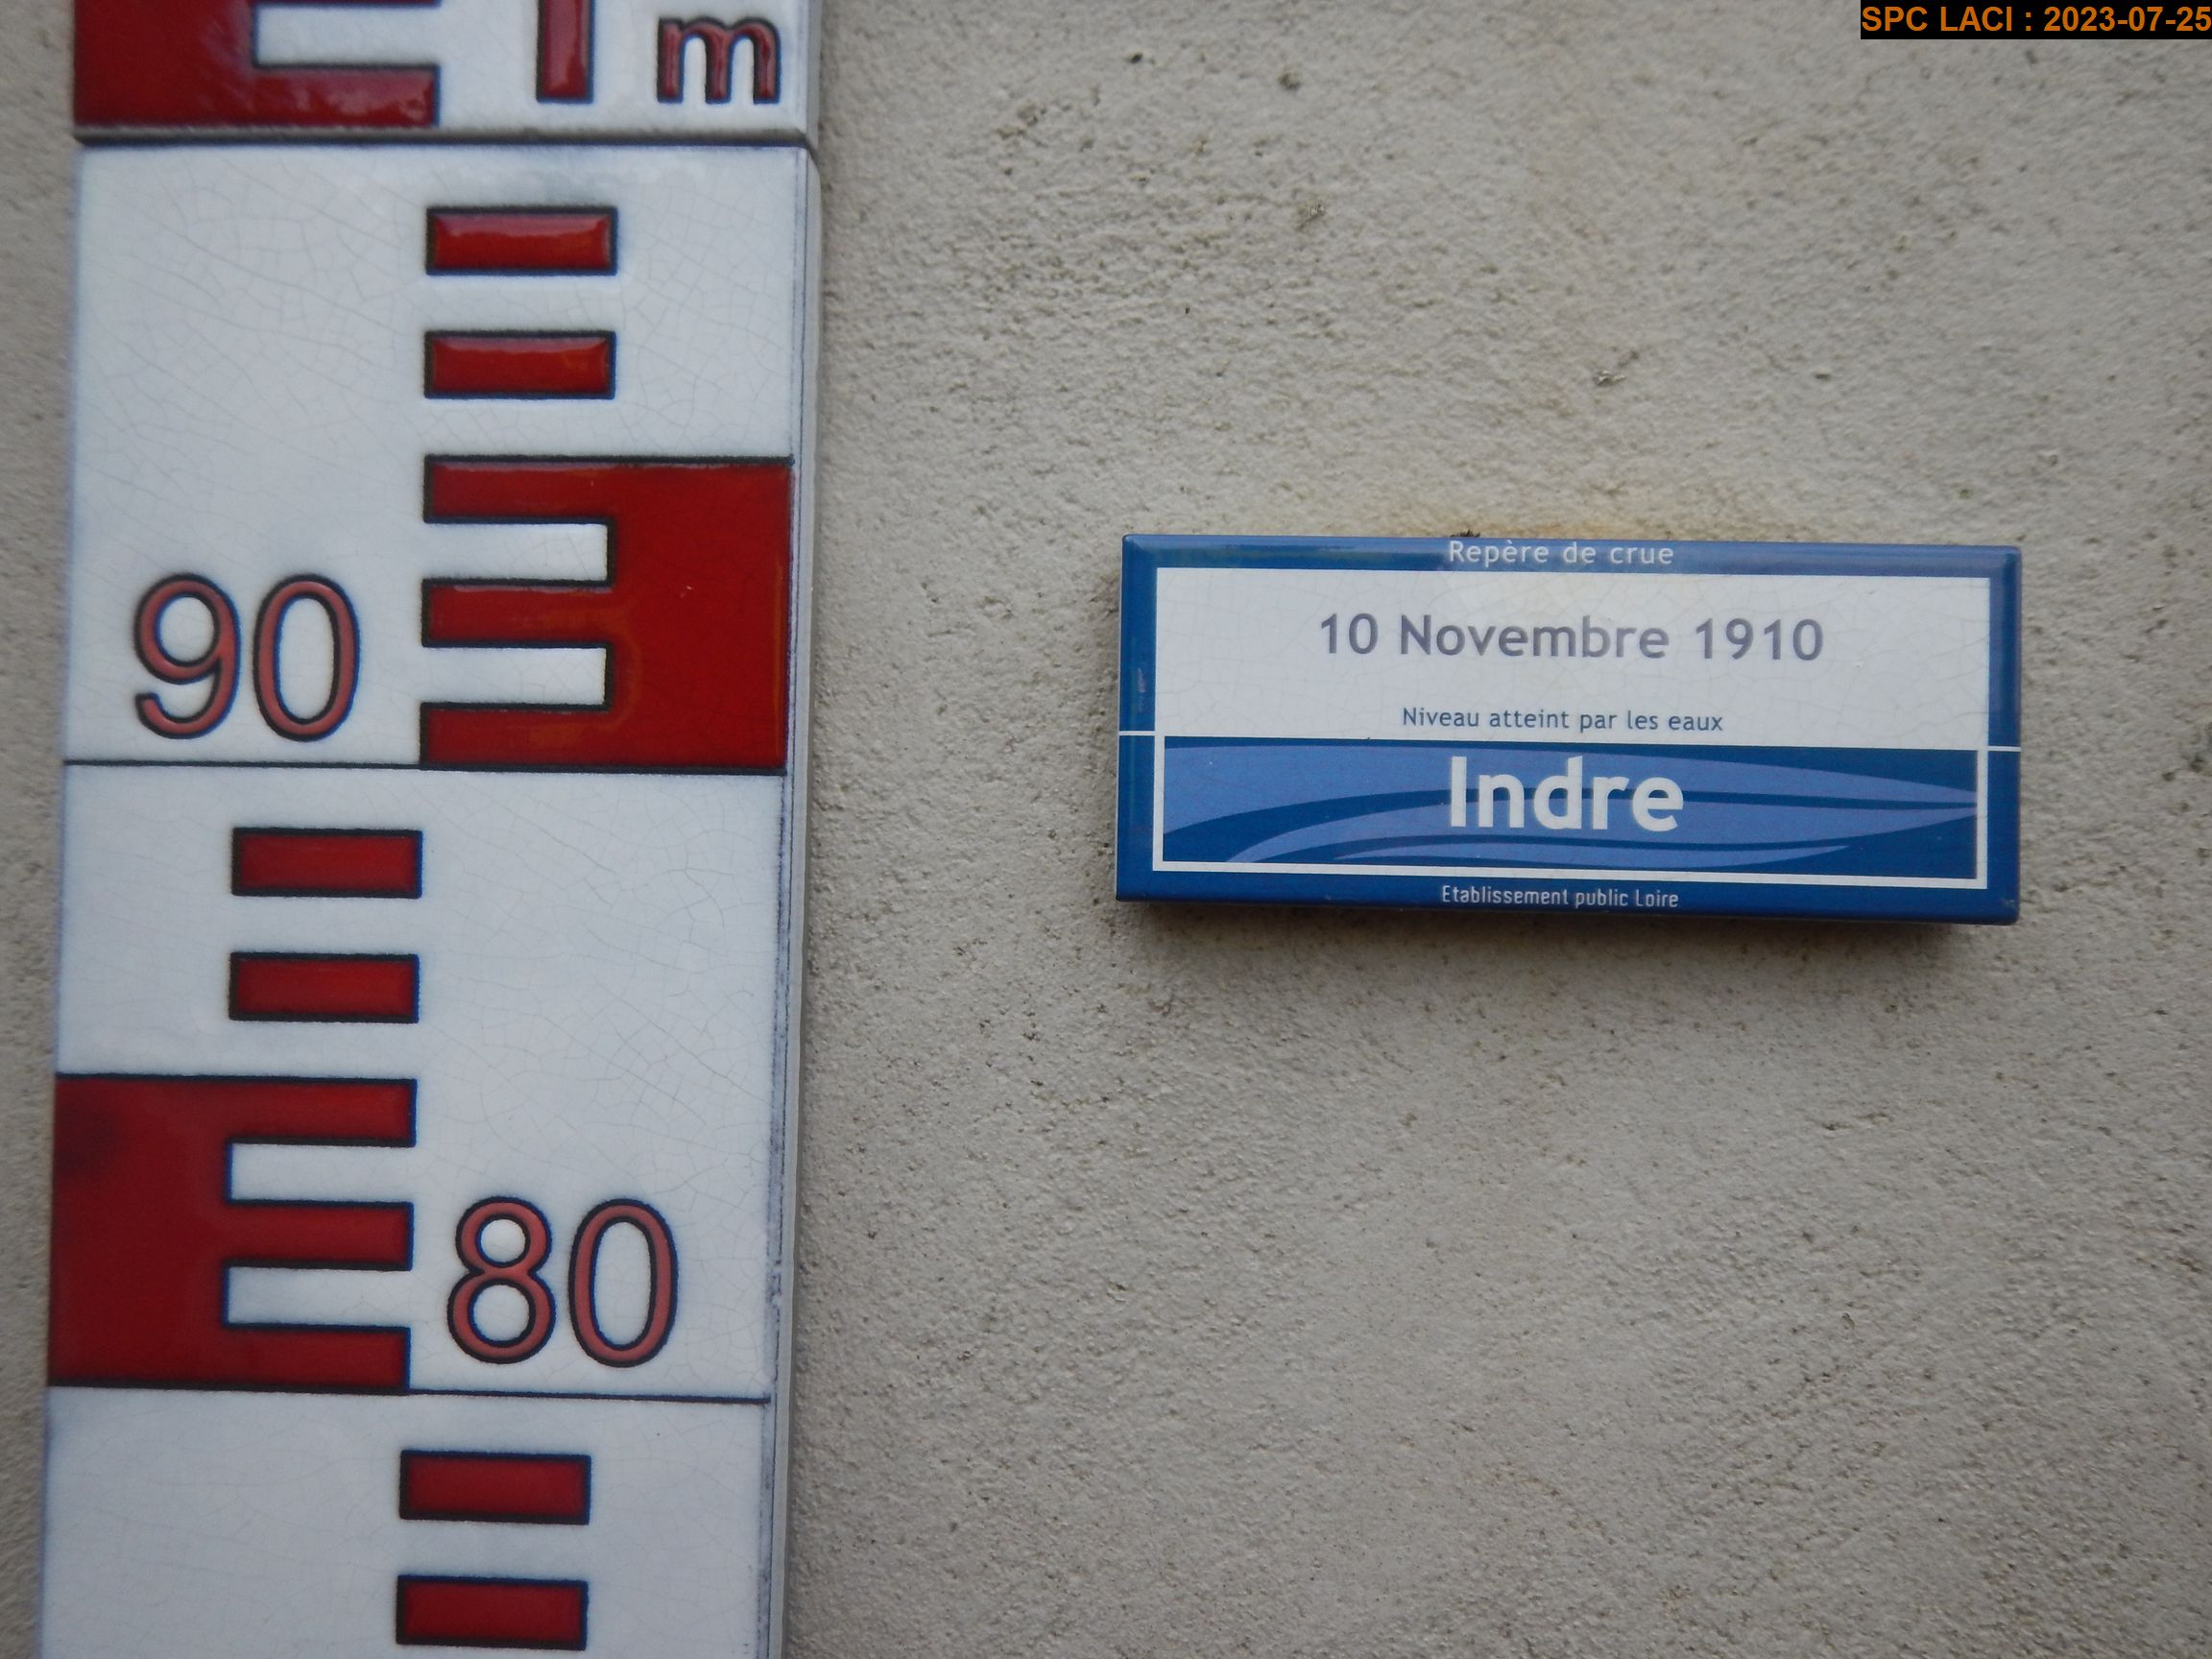 SPC LACI : 2023-07-25
1m
90
80
Repère de crue
10 Novembre 1910
Niveau atteint par les eaux
Indre
Etablissement public Loire